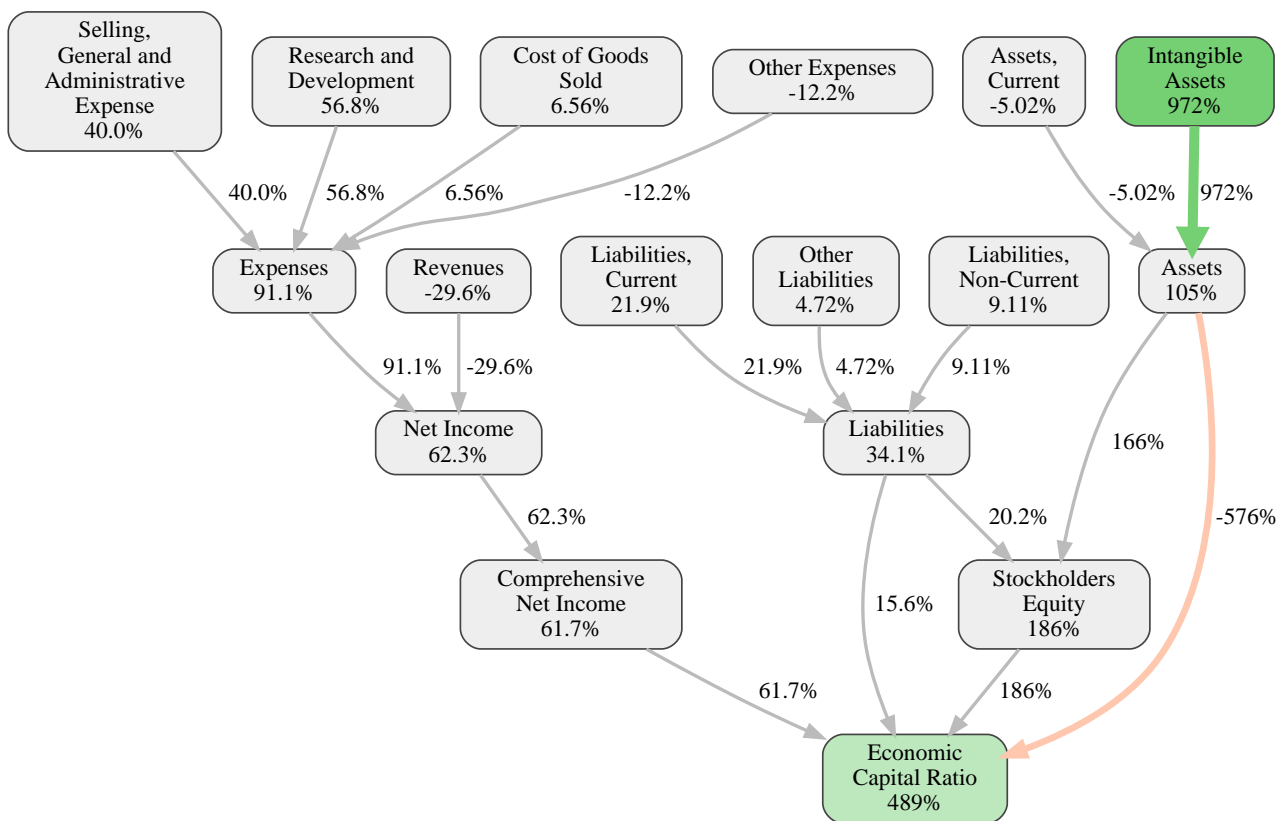 Selling,
General and
Administrative
Expense
40.0%
Research and
Development
56.8%
Cost of Goods
Sold
6.56%
Other Expenses
-12.2%
Assets,
Current
-5.02%
Intangible
Assets
972%
40.0%
56.8%
6.56%
-12.2%
-5.02%
972%
Expenses
91.1%
Revenues
-29.6%
Liabilities,
Current
21.9%
Other
Liabilities
4.72%
Liabilities,
Non-Current
9.11%
Assets
105%
91.1%
-29.6%
21.9%
4.72%
9.11%
Net Income
62.3%
Liabilities
34.1%
166%
62.3%
20.2%
-576%
Comprehensive
Net Income
61.7%
15.6%
Stockholders
Equity
186%
61.7%
186%
Economic
Capital Ratio
489%